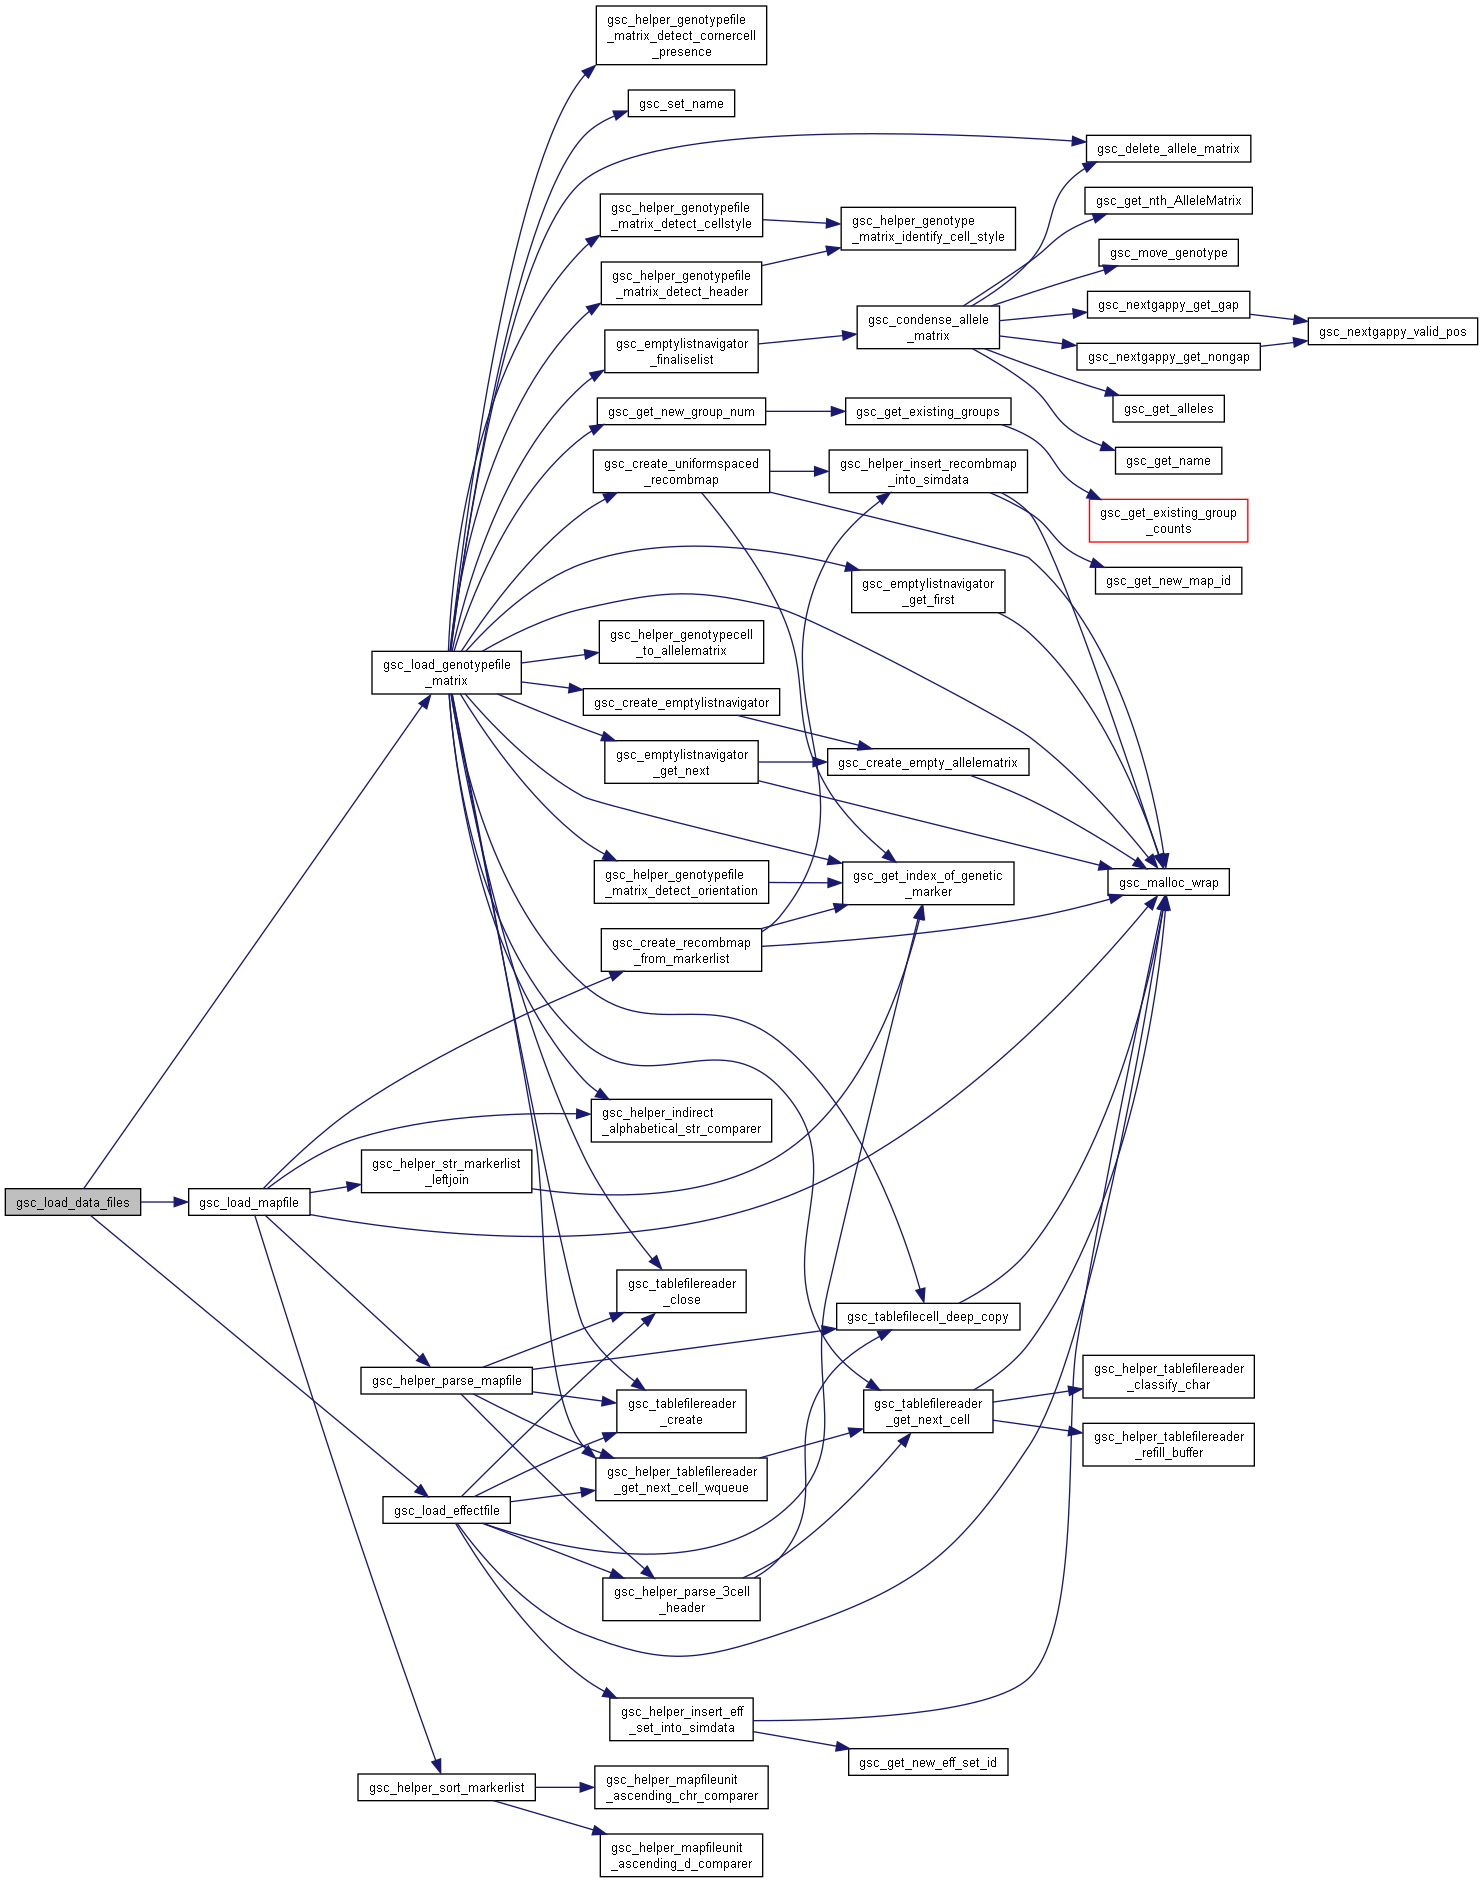 gsc_helper_genotypefile
_matrix_detect_cornercell
_presence
gsc_set_name
gsc_delete_allele_matrix
gsc_get_nth_AlleleMatrix
gsc_helper_genotypefile
_matrix_detect_cellstyle
gsc_helper_genotype
_matrix_identify_cell_style
gsc_move_genotype
gsc_helper_genotypefile
_matrix_detect_header
gsc_nextgappy_get_gap
gsc_condense_allele
_matrix
gsc_nextgappy_valid_pos
gsc_emptylistnavigator
_finaliselist
gsc_nextgappy_get_nongap
gsc_get_new_group_num
gsc_get_existing_groups
gsc_get_alleles
gsc_get_name
gsc_create_uniformspaced
_recombmap
gsc_helper_insert_recombmap
_into_simdata
gsc_get_existing_group
_counts
gsc_get_new_map_id
gsc_emptylistnavigator
_get_first
gsc_helper_genotypecell
_to_allelematrix
gsc_load_genotypefile
_matrix
gsc_create_emptylistnavigator
gsc_emptylistnavigator
_get_next
gsc_create_empty_allelematrix
gsc_helper_genotypefile
_matrix_detect_orientation
gsc_get_index_of_genetic
_marker
gsc_malloc_wrap
gsc_create_recombmap
_from_markerlist
gsc_helper_indirect
_alphabetical_str_comparer
gsc_helper_str_markerlist
_leftjoin
gsc_load_data_files
gsc_load_mapfile
gsc_tablefilereader
_close
gsc_tablefilecell_deep_copy
gsc_helper_parse_mapfile
gsc_helper_tablefilereader
_classify_char
gsc_tablefilereader
_create
gsc_tablefilereader
_get_next_cell
gsc_helper_tablefilereader
_refill_buffer
gsc_helper_tablefilereader
_get_next_cell_wqueue
gsc_load_effectfile
gsc_helper_parse_3cell
_header
gsc_helper_insert_eff
_set_into_simdata
gsc_get_new_eff_set_id
gsc_helper_sort_markerlist
gsc_helper_mapfileunit
_ascending_chr_comparer
gsc_helper_mapfileunit
_ascending_d_comparer